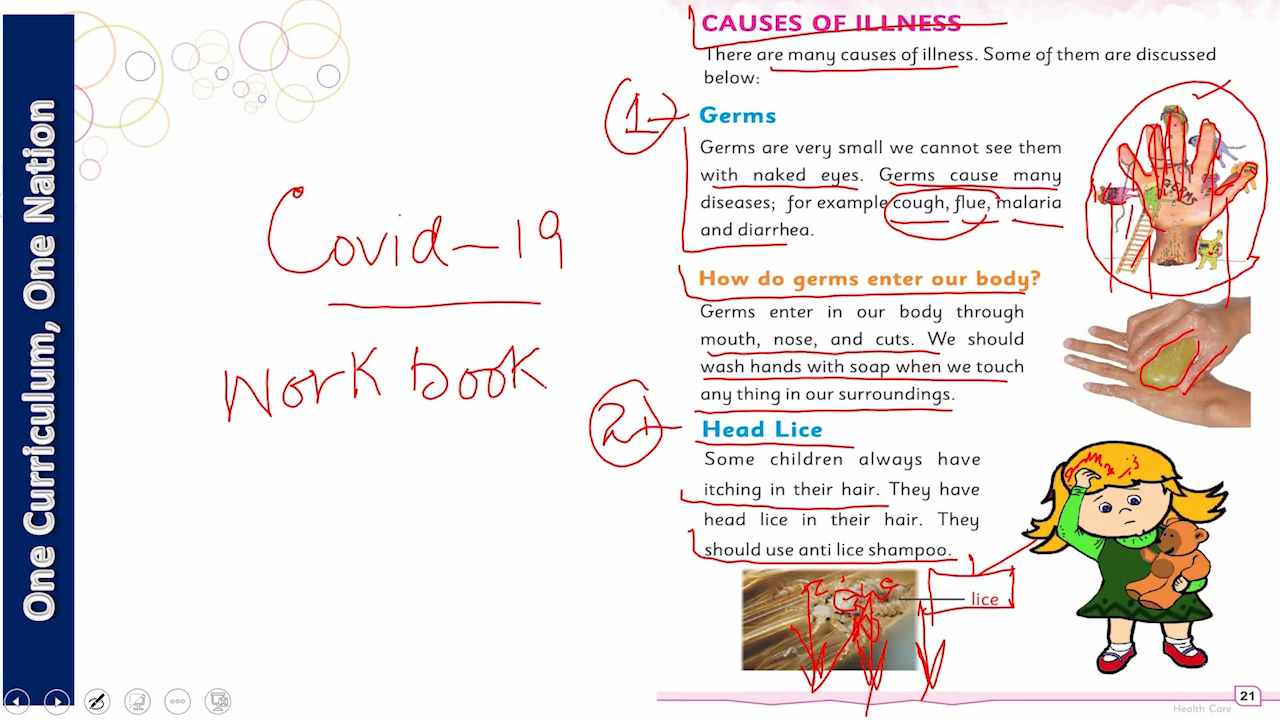 One Curriculum, One Nation
Covid-19
Work book
CAUSES OF ILLNESS
There are many causes of illness. Some of them are discussed
below:
1
Germs
Germs are very small we cannot see them
with naked eyes. Germs cause many
diseases; for example cough, flue, malaria
and diarrhea.
How do germs enter our body?
Germs enter in our body through
mouth, nose, and cuts. We should
wash hands with soap when we touch
any thing in our surroundings.
2
Head Lice
Some children always have
itching in their hair. They have
head lice in their hair. They
should use anti lice shampoo.
lice
21
Health Care